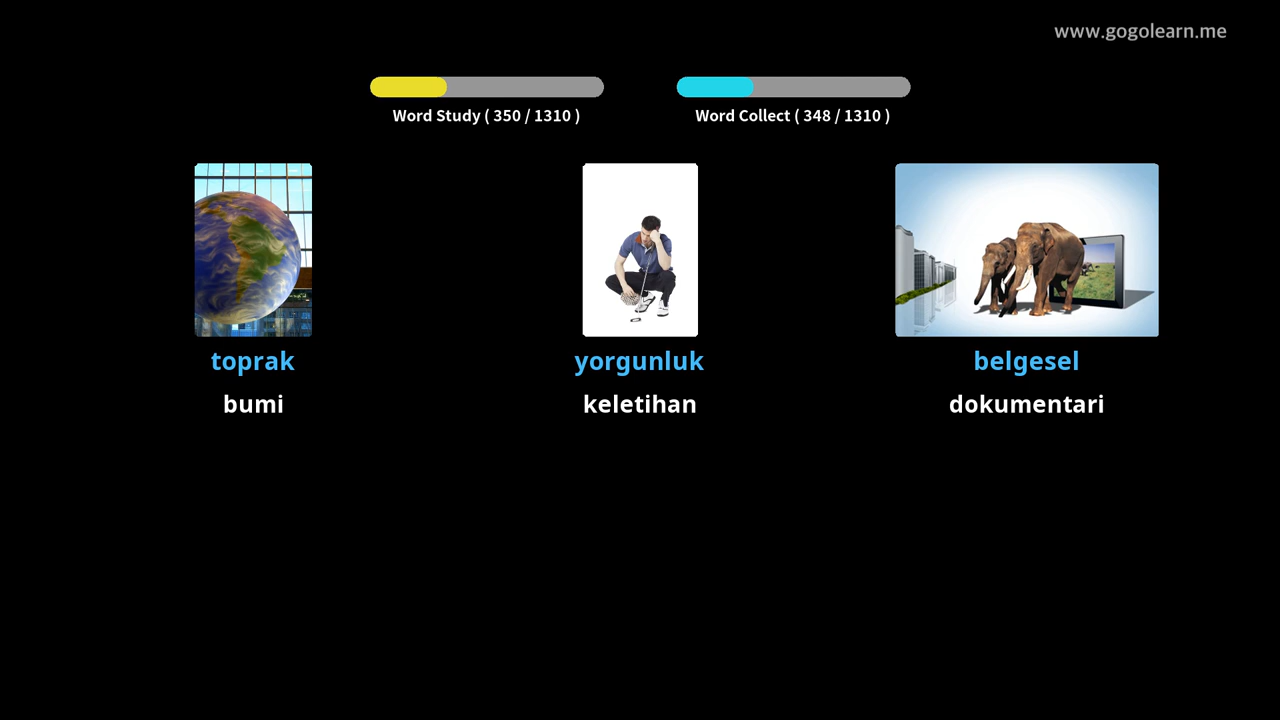 www.gogolearn.me
Word Study ( 350 / 1310 )
Word Collect ( 348 / 1310 )
toprak
yorgunluk
belgesel
bumi
keletihan
dokumentari